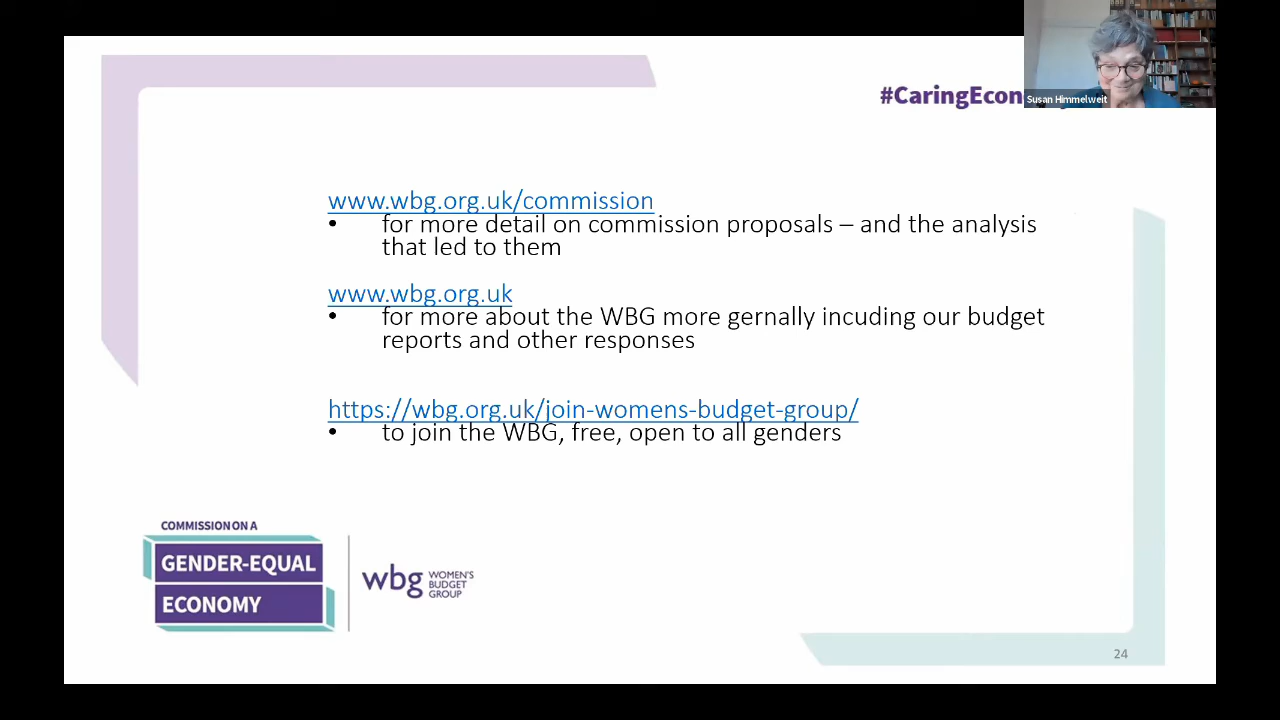 #CaringEcon
Susan Himmelweit
www.wbg.org.uk/commission
• for more detail on commission proposals – and the analysis
that led to them
www.wbg.org.uk
• for more about the WBG more gernally incuding our budget
reports and other responses
https://wbg.org.uk/join-womens-budget-group/
• to join the WBG, free, open to all genders
COMMISSION ON A
GENDER-EQUAL
ECONOMY
wbg WOMEN'S
BUDGET
GROUP
24